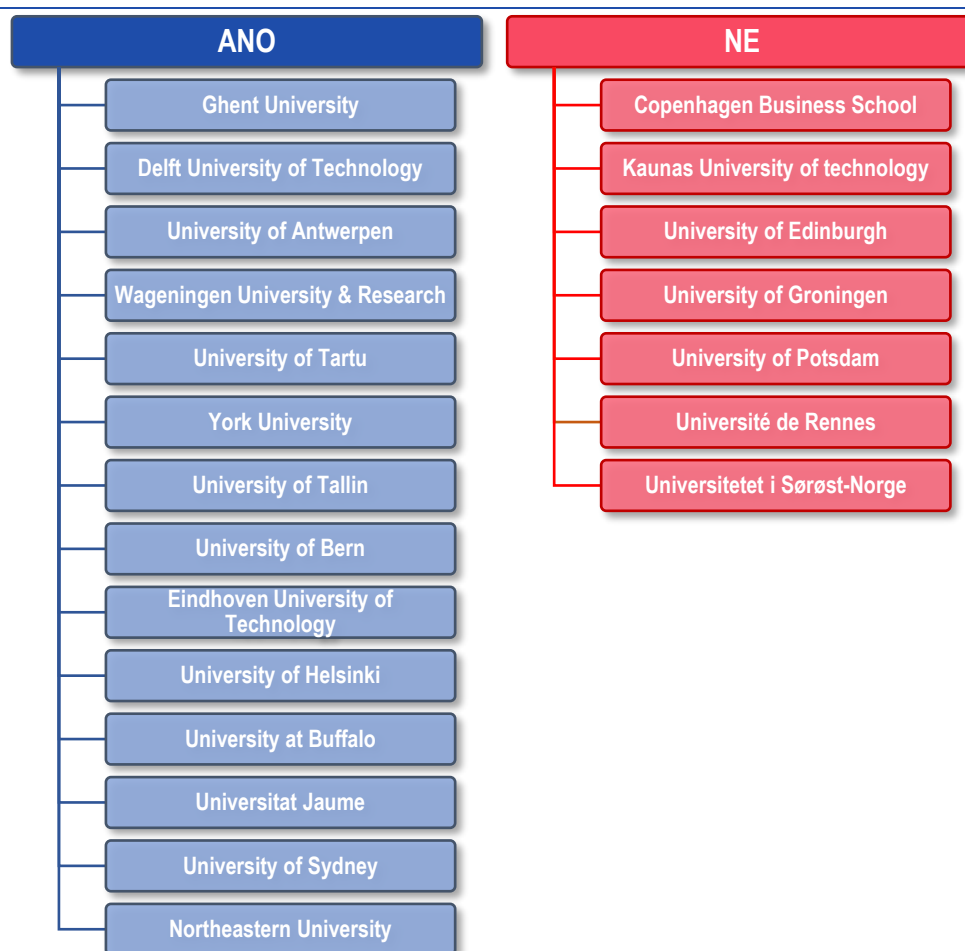 ANO
Ghent University
Delft University of Technology
University of Antwerpen
Wageningen University & Research
University of Tartu
York University
University of Tallin
University of Bern
Eindhoven University of
Technology
University of Helsinki
University at Buffalo
Universitat Jaume
University of Sydney
Northeastern University
NE
Copenhagen Business School
Kaunas University of technology
University of Edinburgh
University of Groningen
University of Potsdam
Université de Rennes
Universitetet i Sørøst-Norge